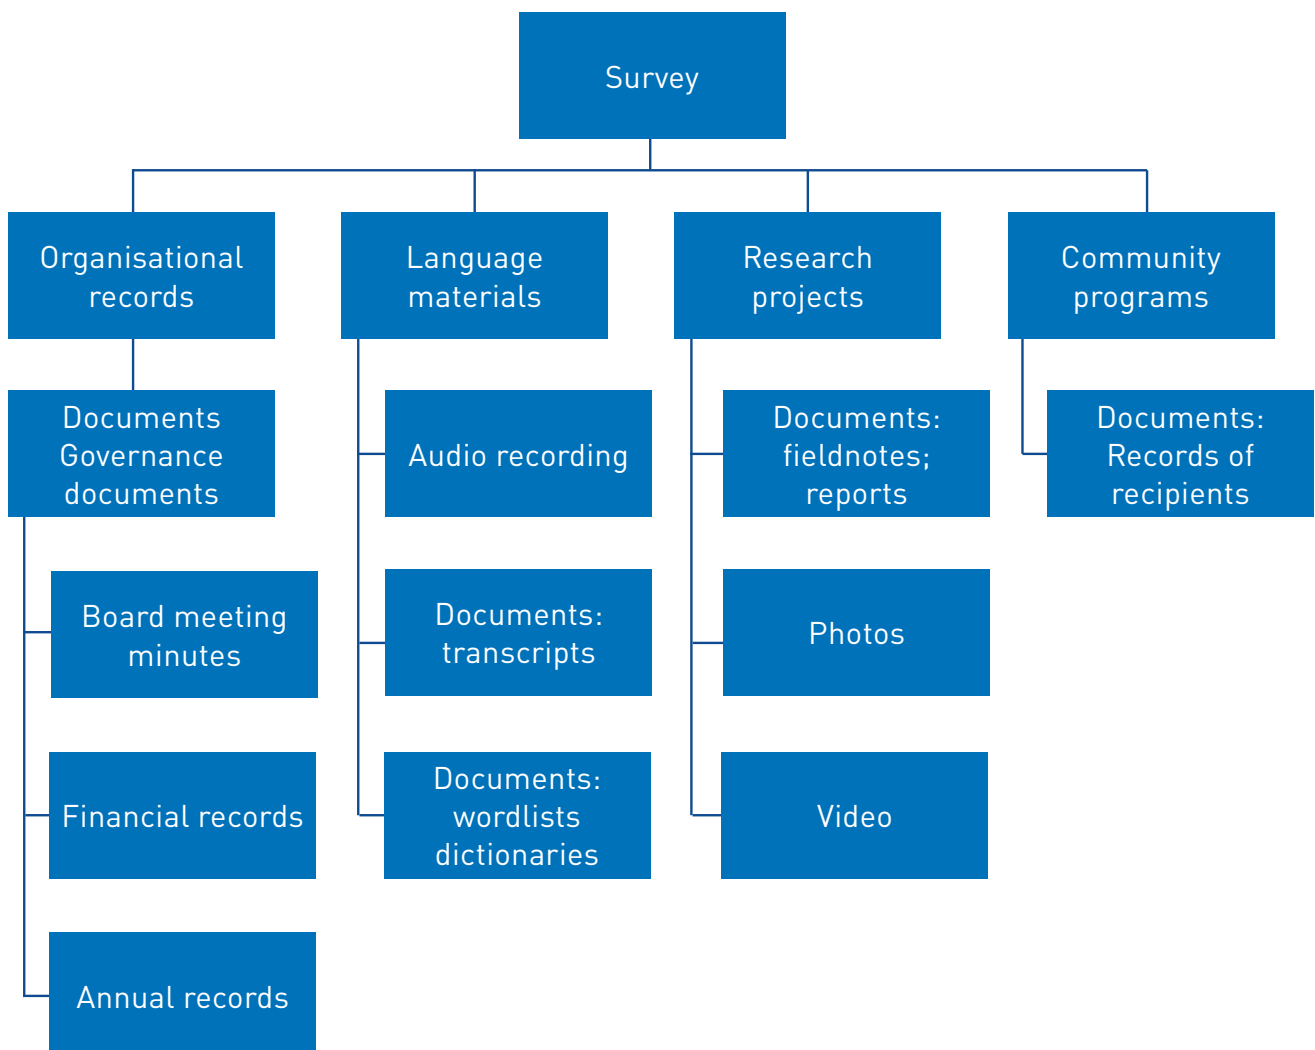 Survey
Organisational
records
Language
materials
Research
projects
Community
programs
Documents
Governance
documents
Audio recording
Documents:
fieldnotes;
reports
Documents:
Records of
recipients
Board meeting
minutes
Documents:
transcripts
Photos
Financial records
Documents:
wordlists
dictionaries
Video
Annual records